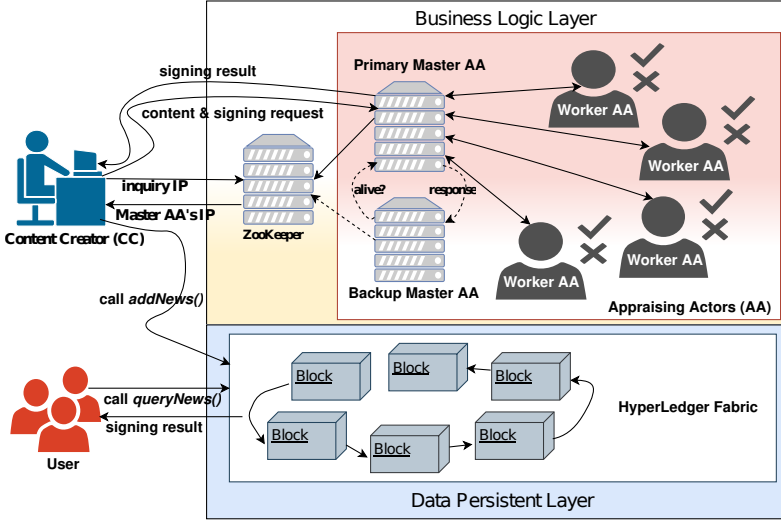 Business Logic Layer
signing result
Primary Master AA
content & signing request
Worker AA
Worker AA
inquiry IP
Master AA's IP
Content Creator (CC)
ZooKeeper
alive?
response
Worker AA
Worker AA
Backup Master AA
Appraising Actors (AA)
call addNews()
Block
Block
Block
call queryNews()
signing result
User
Block
Block
Block
HyperLedger Fabric
Data Persistent Layer